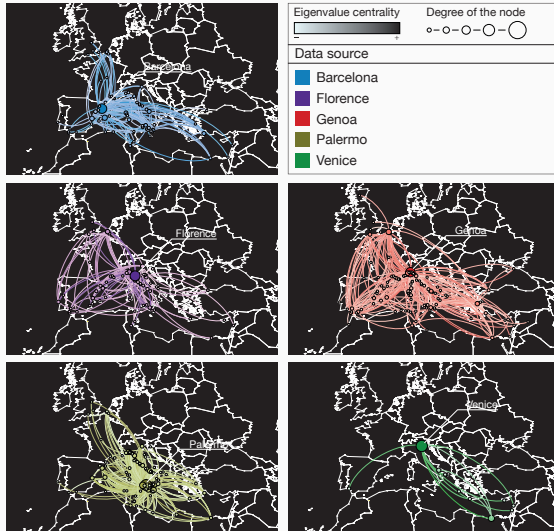 Eigenvalue centrality
Degree of the node
− +
Data source
Barcelona
Florence
Genoa
Palermo
Venice
Barcelona
Florence
Genoa
Palermo
Venice